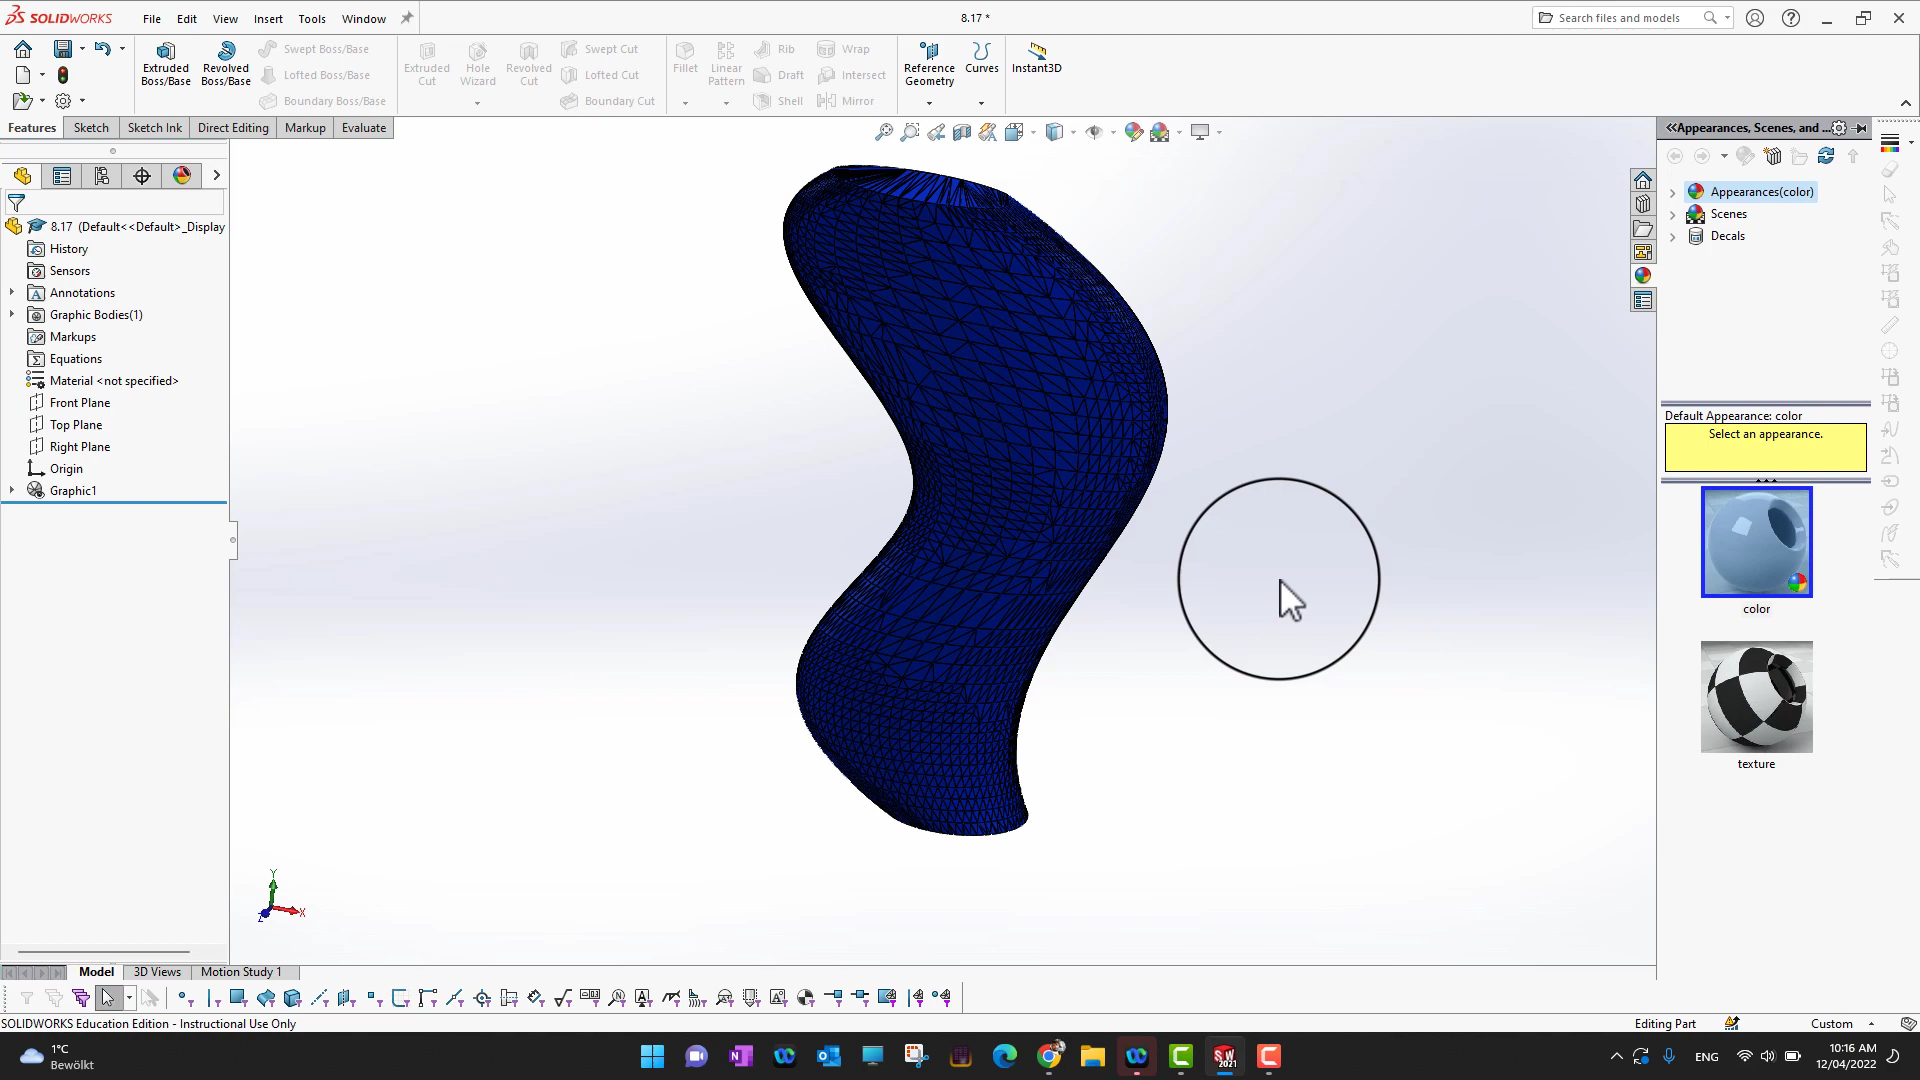 SOLIDWORKS File Edit View Insert Tools Window 8.17 * Search files and models
Extruded Boss/Base
Revolved Boss/Base
Swept Boss/Base
Lofted Boss/Base
Boundary Boss/Base
Extruded Cut
Hole Wizard
Revolved Cut
Swept Cut
Lofted Cut
Boundary Cut
Fillet
Linear Pattern
Rib
Draft
Shell
Wrap
Intersect
Mirror
Reference Geometry
Curves
Instant3D
Features Sketch Sketch Ink Direct Editing Markup Evaluate
8.17 (Default<<Default>_Display
History
Sensors
Annotations
Graphic Bodies(1)
Markups
Equations
Material <not specified>
Front Plane
Top Plane
Right Plane
Origin
Graphic1
Y
X
Z
Appearances, Scenes, and ...
Appearances(color)
Scenes
Decals
Default Appearance: color
Select an appearance.
color
texture
Model 3D Views Motion Study 1
SOLIDWORKS Education Edition - Instructional Use Only
Editing Part
Custom
1°C
Bewölkt
SW
2021
ENG
10:16 AM
12/04/2022